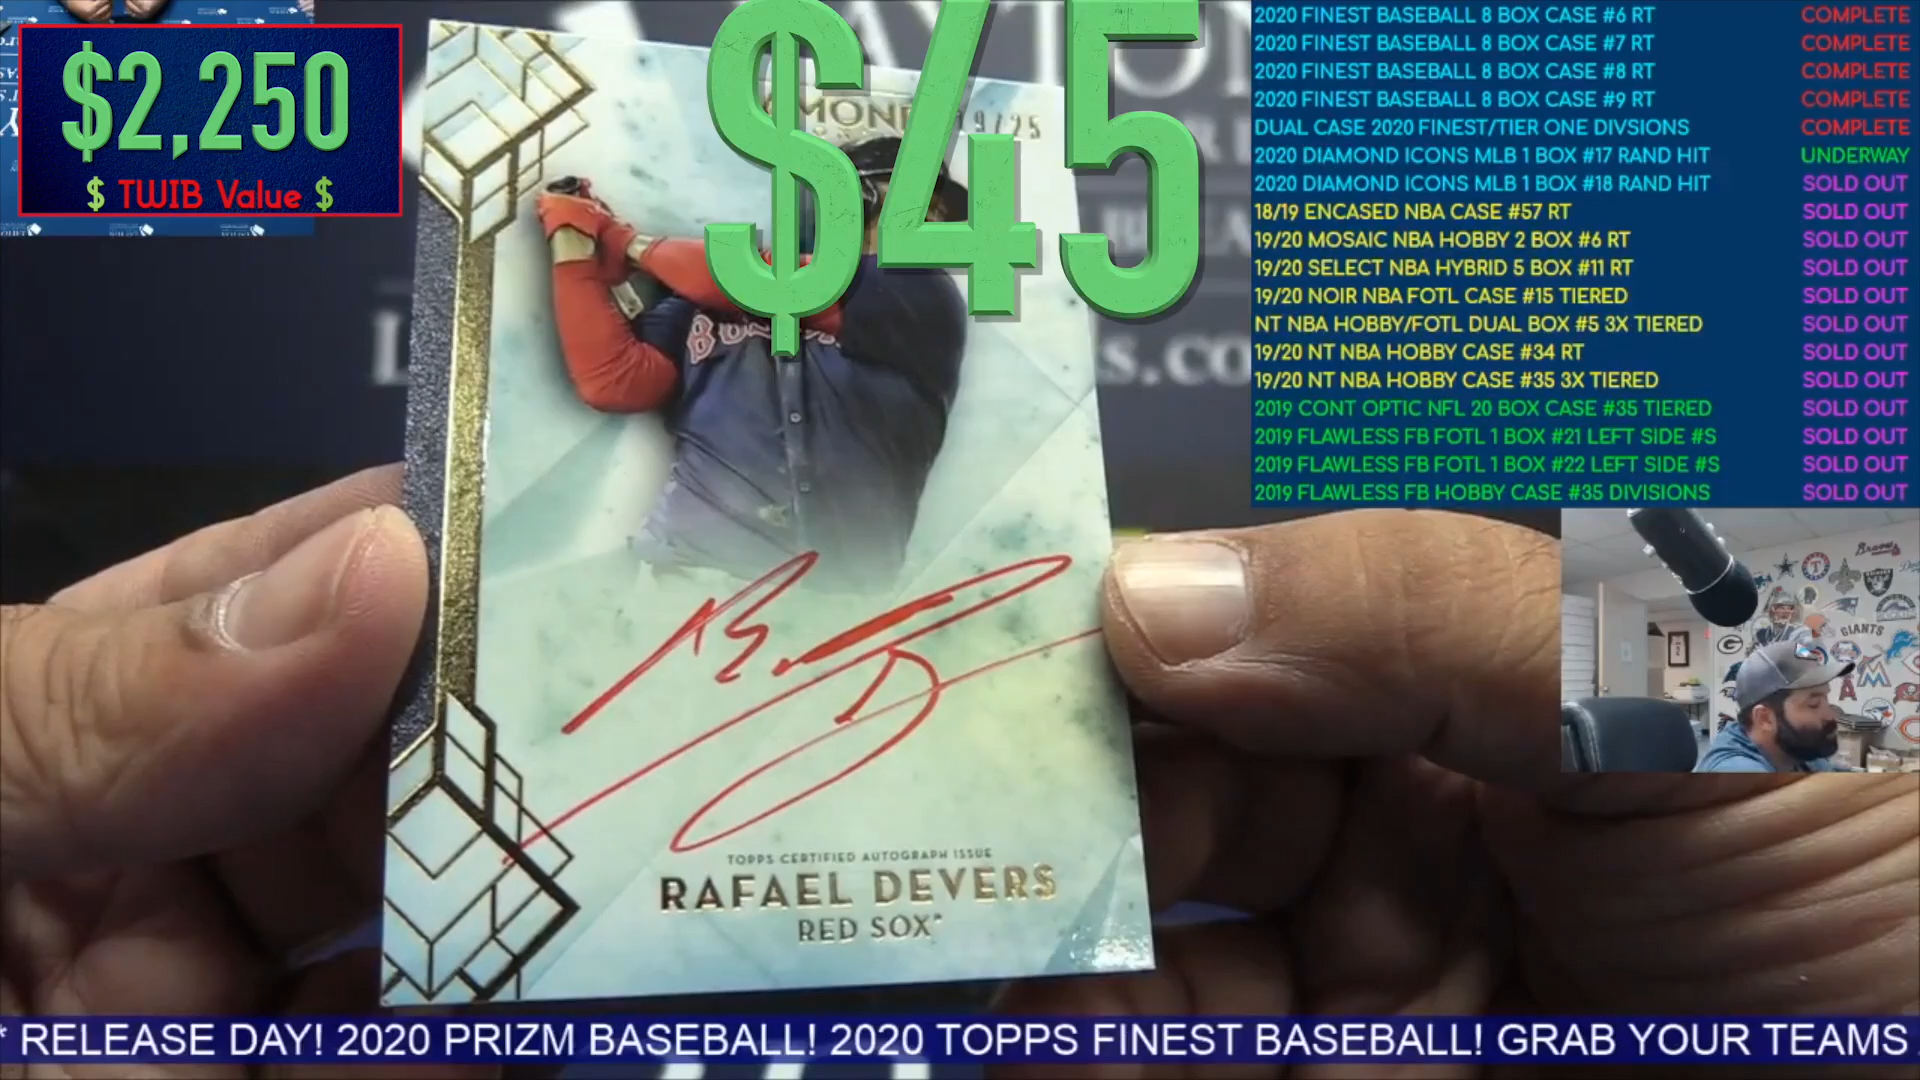 $2,250
$ TWIB Value $
$45
/25
TOPPS CERTIFIED AUTOGRAPH ISSUE
RAFAEL DEVERS
RED SOX
2020 FINEST BASEBALL 8 BOX CASE #6 RT COMPLETE
2020 FINEST BASEBALL 8 BOX CASE #7 RT COMPLETE
2020 FINEST BASEBALL 8 BOX CASE #8 RT COMPLETE
2020 FINEST BASEBALL 8 BOX CASE #9 RT COMPLETE
DUAL CASE 2020 FINEST/TIER ONE DIVSIONS COMPLETE
2020 DIAMOND ICONS MLB 1 BOX #17 RAND HIT UNDERWAY
2020 DIAMOND ICONS MLB 1 BOX #18 RAND HIT SOLD OUT
18/19 ENCASED NBA CASE #57 RT SOLD OUT
19/20 MOSAIC NBA HOBBY 2 BOX #6 RT SOLD OUT
19/20 SELECT NBA HYBRID 5 BOX #11 RT SOLD OUT
19/20 NOIR NBA FOTL CASE #15 TIERED SOLD OUT
NT NBA HOBBY/FOTL DUAL BOX #5 3X TIERED SOLD OUT
19/20 NT NBA HOBBY CASE #34 RT SOLD OUT
19/20 NT NBA HOBBY CASE #35 3X TIERED SOLD OUT
2019 CONT OPTIC NFL 20 BOX CASE #35 TIERED SOLD OUT
2019 FLAWLESS FB FOTL 1 BOX #21 LEFT SIDE #S SOLD OUT
2019 FLAWLESS FB FOTL 1 BOX #22 LEFT SIDE #S SOLD OUT
2019 FLAWLESS FB HOBBY CASE #35 DIVISIONS SOLD OUT
Braves
GIANTS
* RELEASE DAY! 2020 PRIZM BASEBALL! 2020 TOPPS FINEST BASEBALL! GRAB YOUR TEAMS